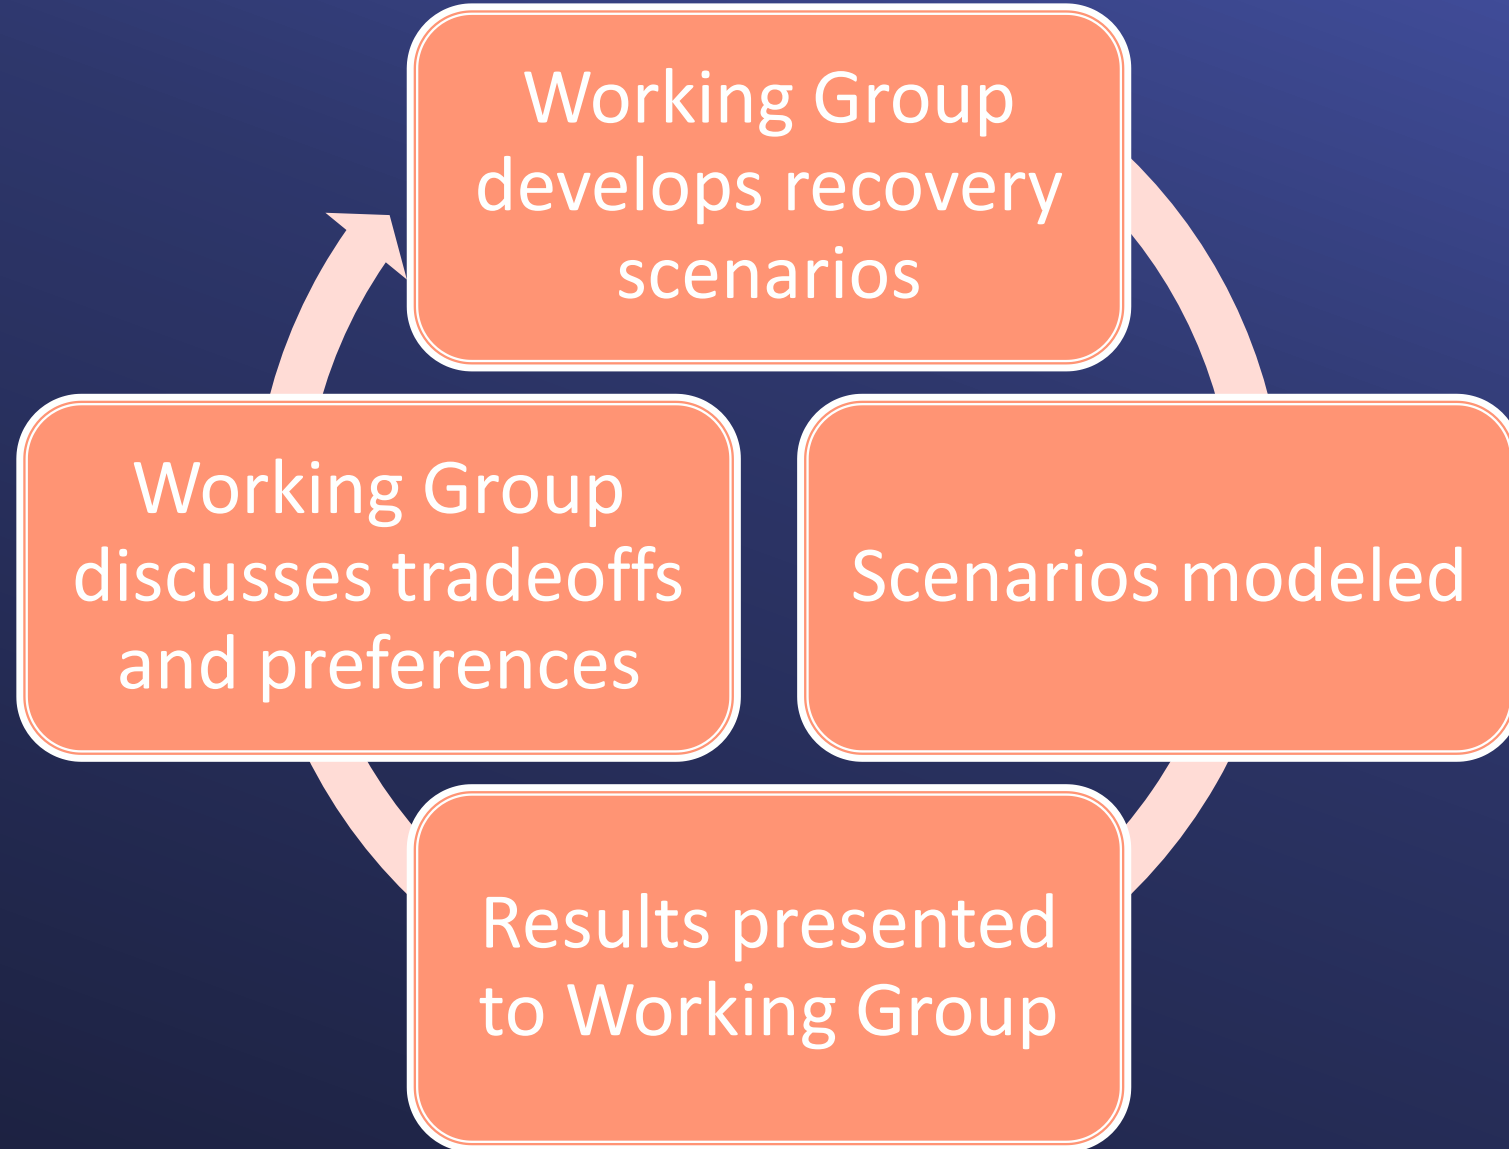 Working Group
develops recovery
scenarios
Scenarios modeled
Results presented
to Working Group
Working Group
discusses tradeoffs
and preferences